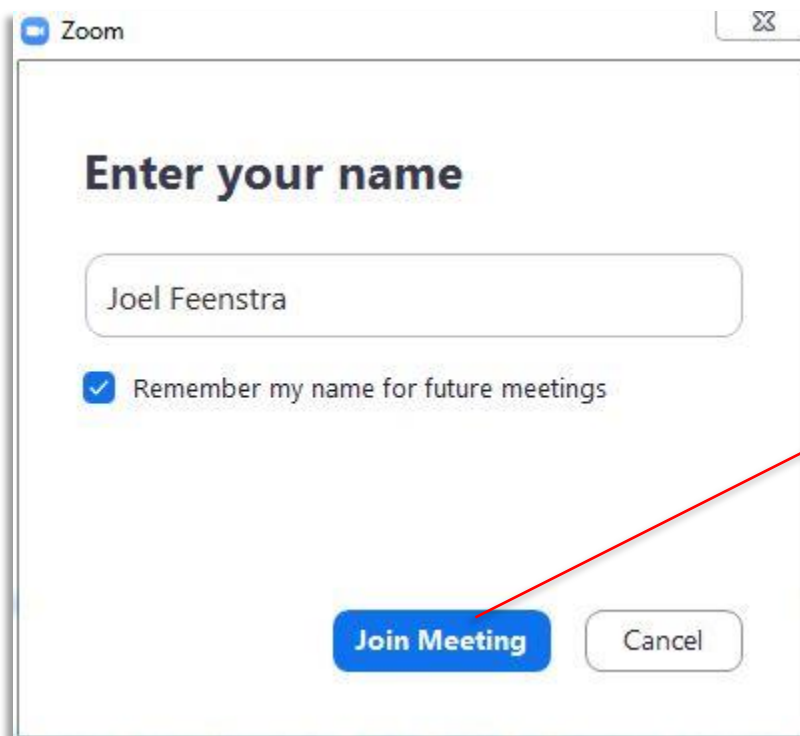 Zoom
Enter your name
Joel Feenstra
Remember my name for future meetings
Join Meeting
Cancel